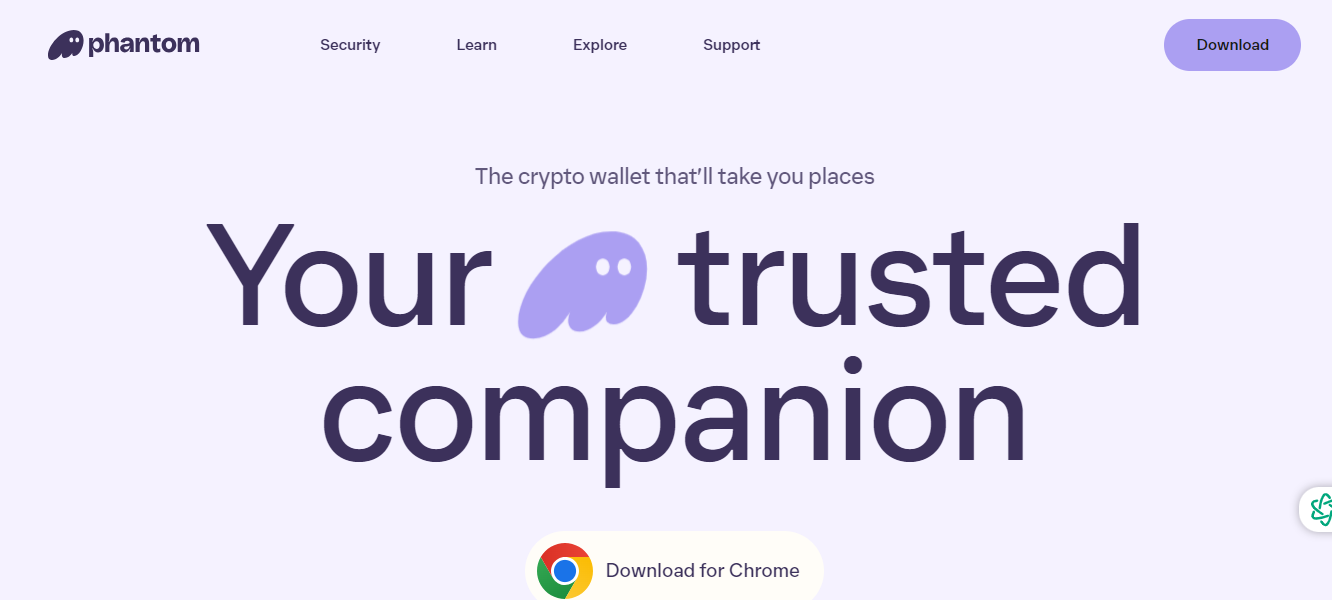 phantom
Security
Learn
Explore
Support
Download
The crypto wallet that'll take you places
Your trusted
companion
Download for Chrome